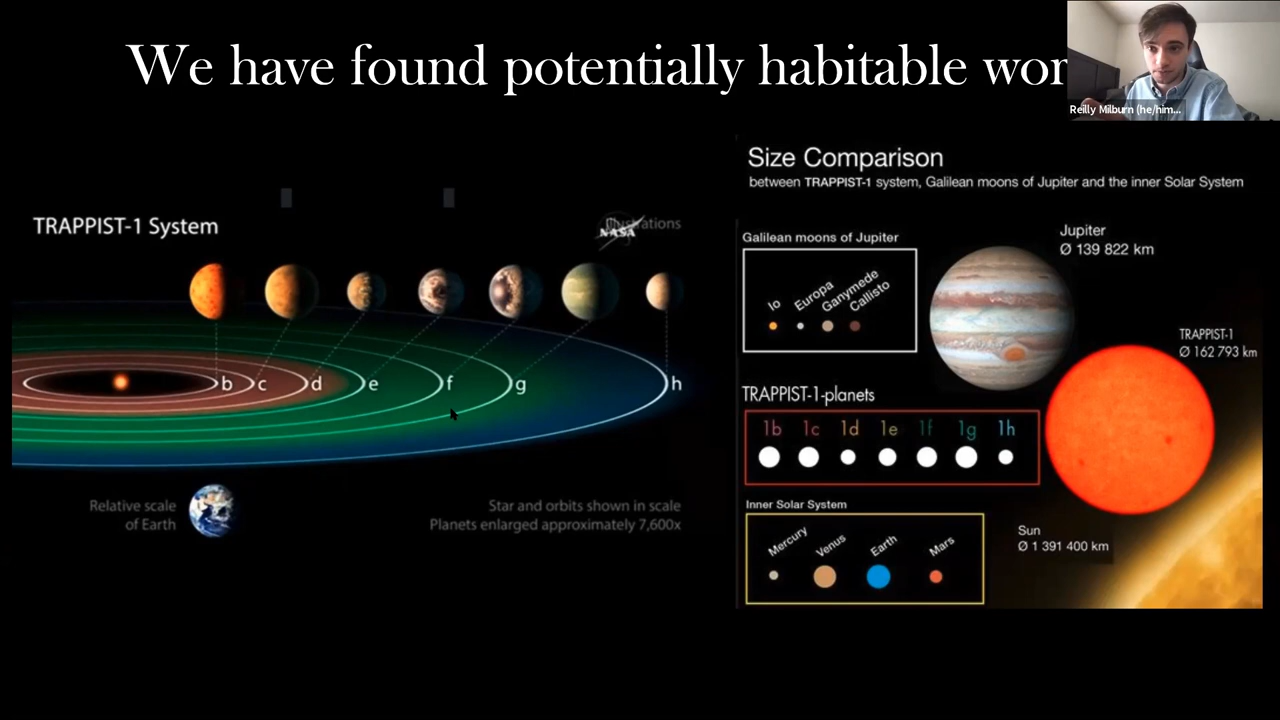 We have found potentially habitable wor
Reilly Milburn (he/him...
TRAPPIST-1 System
Illustrations
NASA
b
c
d
e
f
g
h
Relative scale
of Earth
Star and orbits shown in scale
Planets enlarged approximately 7,600x
Size Comparison
between TRAPPIST-1 system, Galilean moons of Jupiter and the inner Solar System
Galilean moons of Jupiter
Io
Europa
Ganymede
Callisto
Jupiter
Ø 139 822 km
TRAPPIST-1
Ø 162 793 km
TRAPPIST-1-planets
1b 1c 1d 1e 1f 1g 1h
Inner Solar System
Mercury
Venus
Earth
Mars
Sun
Ø 1 391 400 km